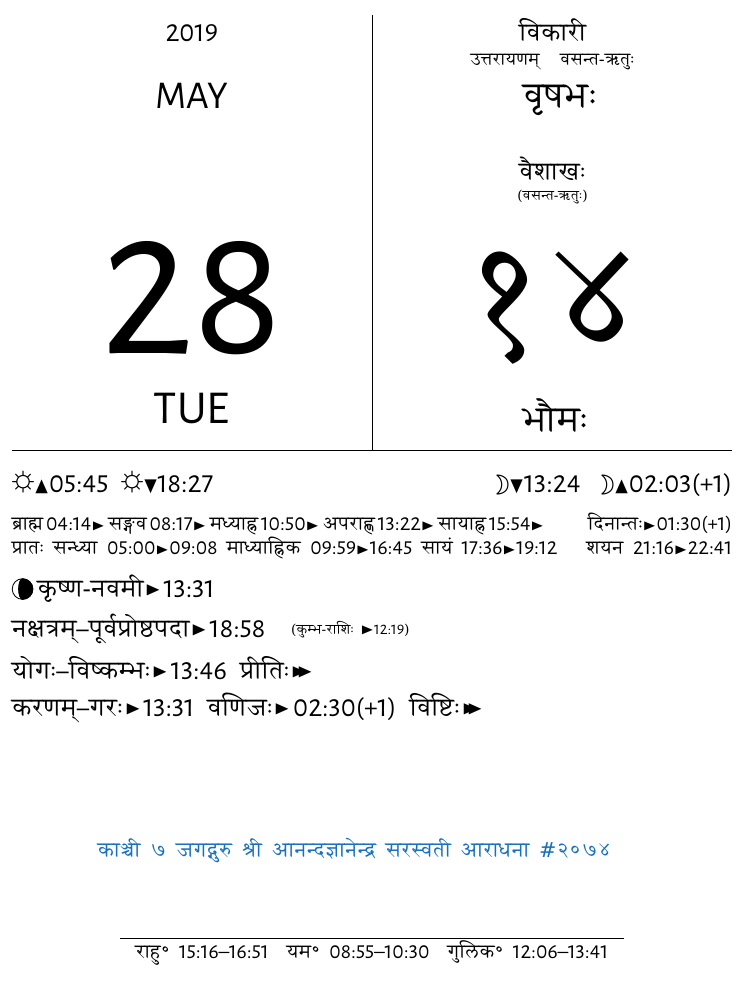 2019
MAY
28
TUE
विकारी
उत्तरायणम् वसन्त-ऋतुः
वृषभः
वैशाखः
(वसन्त-ऋतुः)
१४
भौमः
☼▲05:45 ☼▼18:27 ☽▼13:24 ☽▲02:03(+1)
ब्राह्म 04:14► सङ्गव 08:17► मध्याह्न 10:50► अपराह्ण 13:22► सायाह्न 15:54► दिनान्तः►01:30(+1)
प्रातः सन्ध्या 05:00►09:08 माध्याह्निक 09:59►16:45 सायं 17:36►19:12 शयन 21:16►22:41
कृष्ण-नवमी►13:31
नक्षत्रम्–पूर्वप्रोष्ठपदा►18:58 (कुम्भ-राशिः ►12:19)
योगः–विष्कम्भः►13:46 प्रीतिः►►
करणम्–गरः►13:31 वणिजः►02:30(+1) विष्टिः►►
काञ्ची ७ जगद्गुरु श्री आनन्दज्ञानेन्द्र सरस्वती आराधना #२०७४
राहु° 15:16–16:51 यम° 08:55–10:30 गुलिक° 12:06–13:41